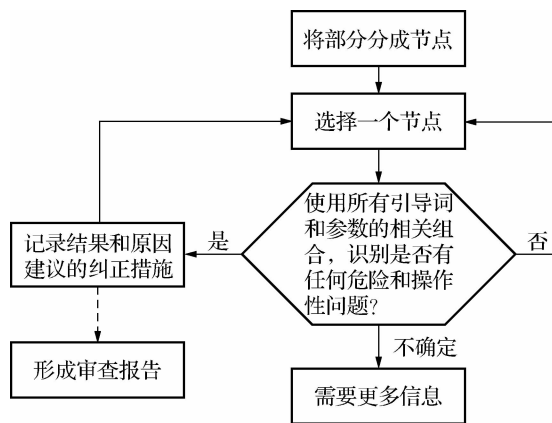 将部分分成节点
选择一个节点
使用所有引导词
和参数的相关组
合，识别是否有
任何危险和操作
性问题？
是
否
记录结果和原因
建议的纠正措施
不确定
形成审查报告
需要更多信息